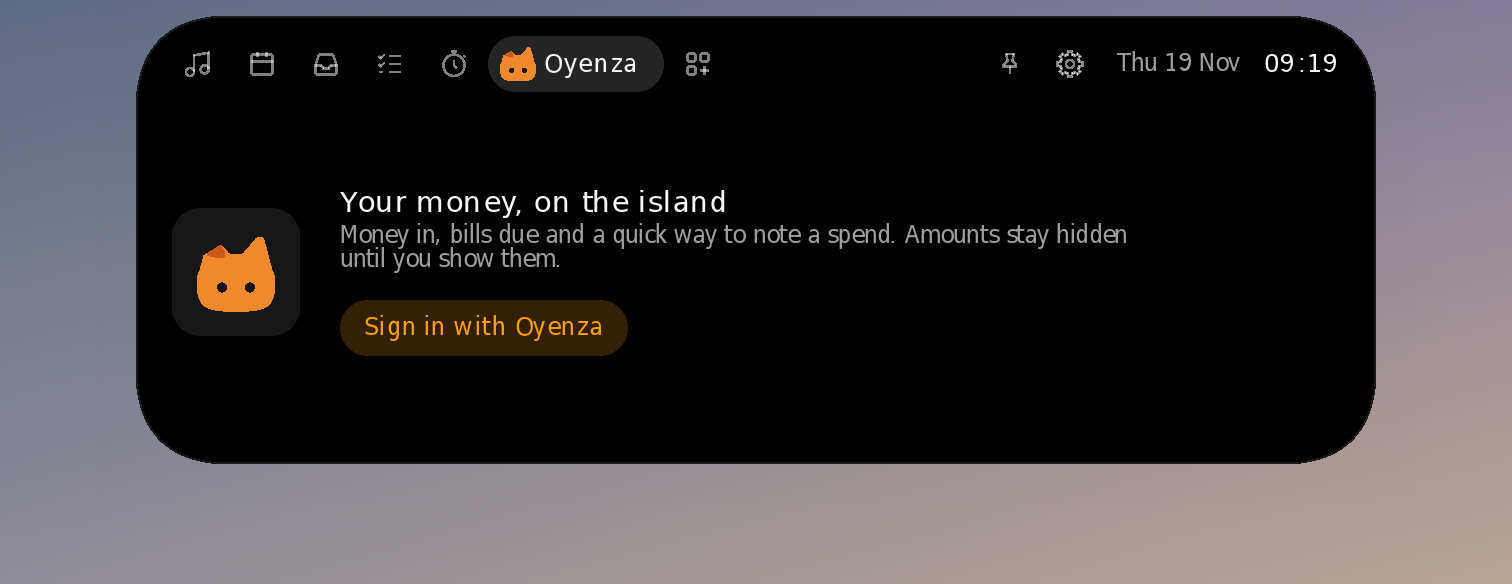 Oyenza
Thu 19 Nov 09:19
Your money, on the island
Money in, bills due and a quick way to note a spend. Amounts stay hidden
until you show them.
Sign in with Oyenza